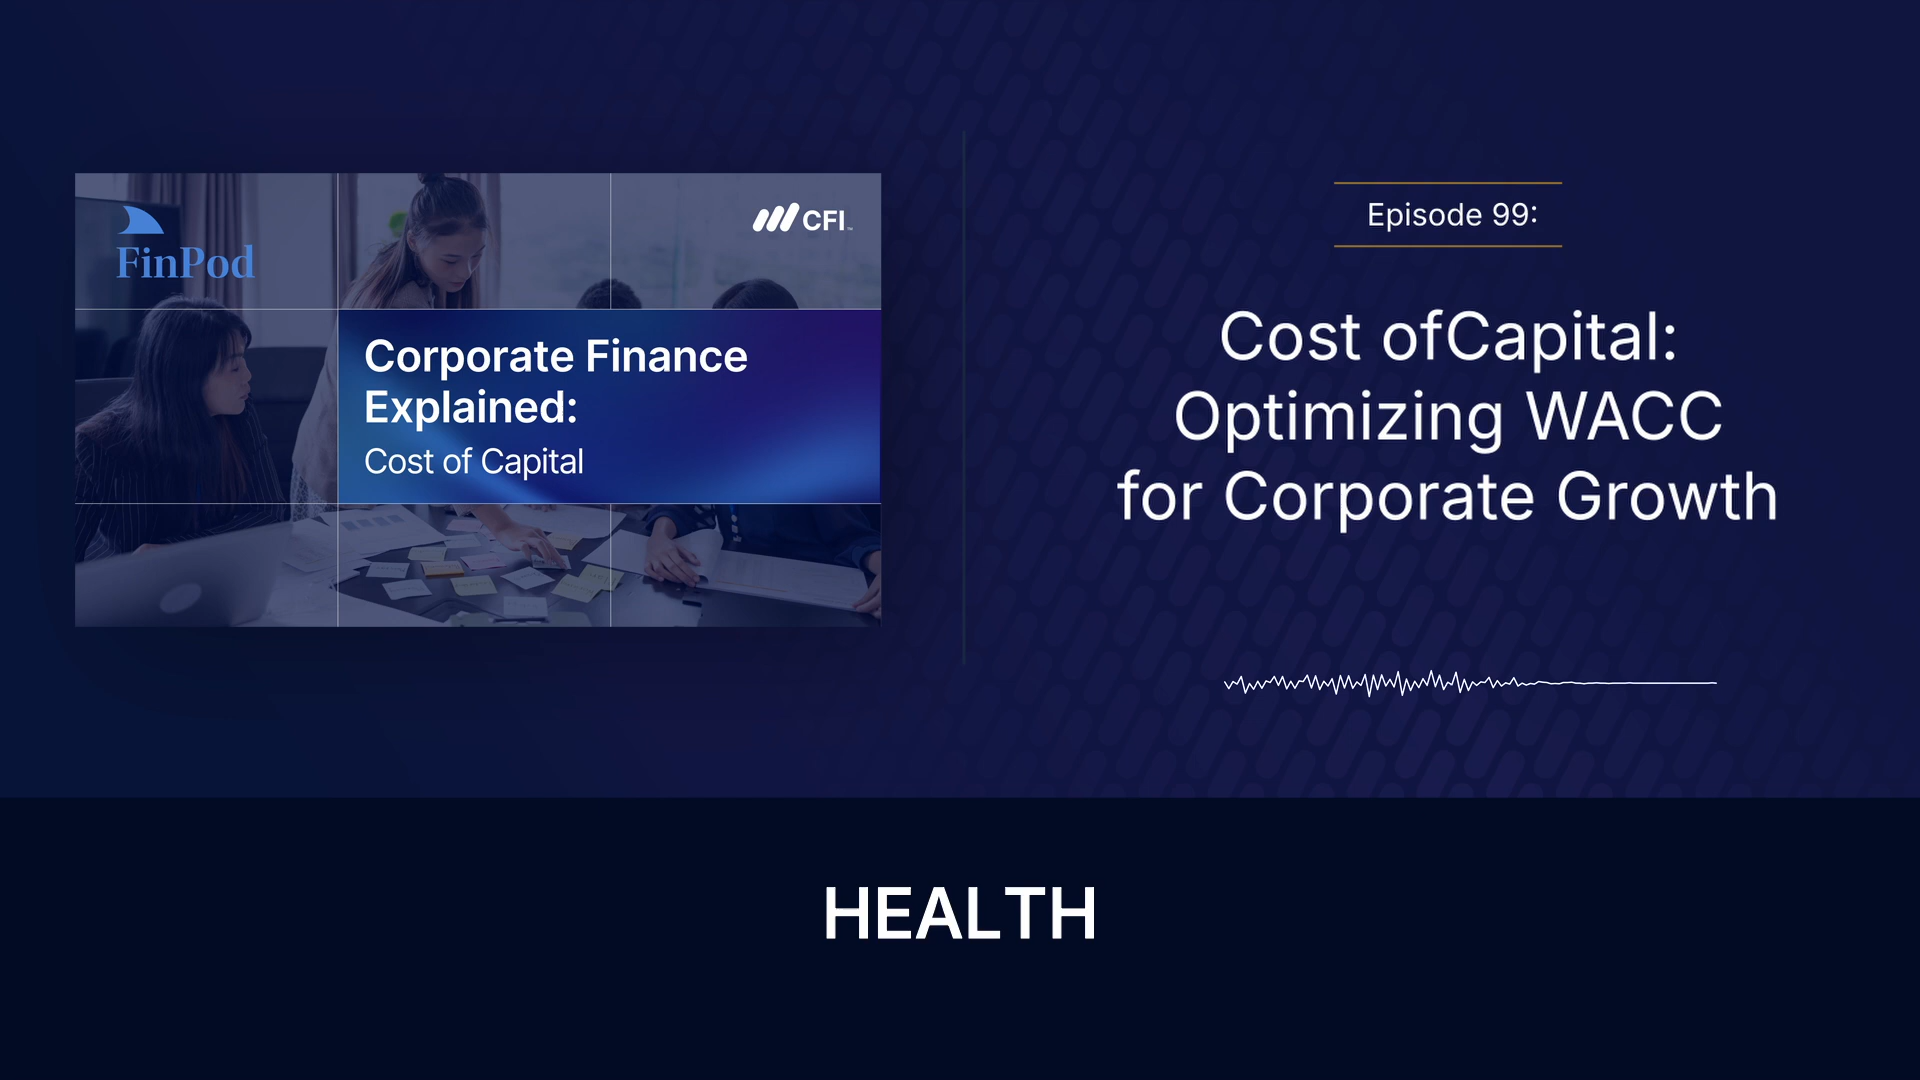 FinPod
CFI
Corporate Finance
Explained:
Cost of Capital
Episode 99:
Cost ofCapital:
Optimizing WACC
for Corporate Growth
HEALTH